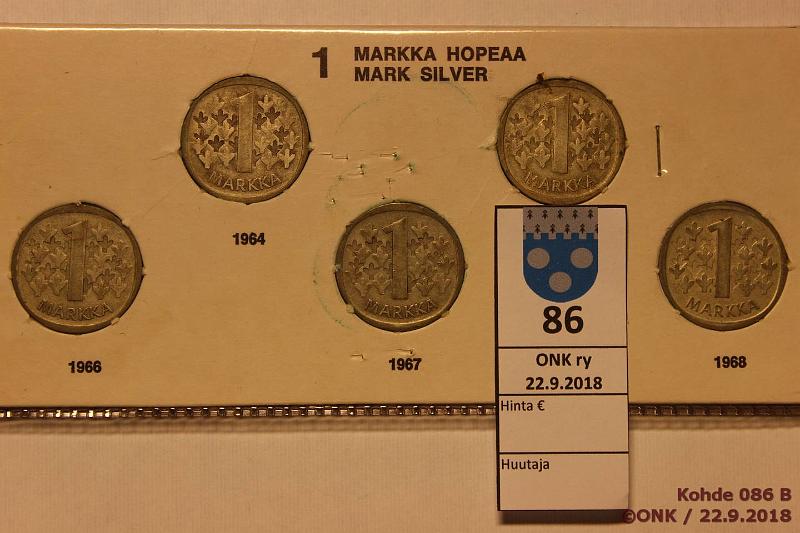 1 MARKKA HOPEAA
MARK SILVER
1
MARKKA
1964
1
MARKKA
1
MARKKA
1966
1
MARKKA
1967
1
MARKKA
1968
86
ONK ry
22.9.2018
Hinta €
Huutaja
Kohde 086 B
©ONK / 22.9.2018